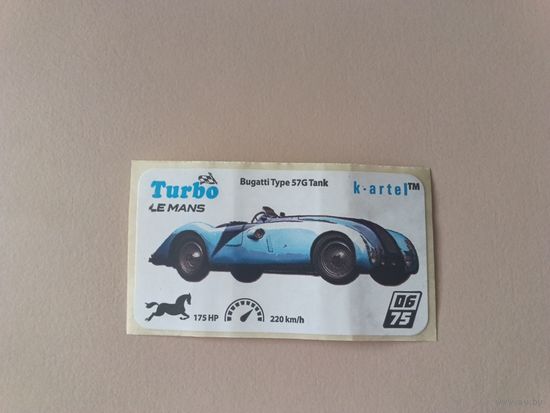 Turbo
LE MANS
Bugatti Type 57G Tank
k-artel™
175 HP
220 km/h
06
75